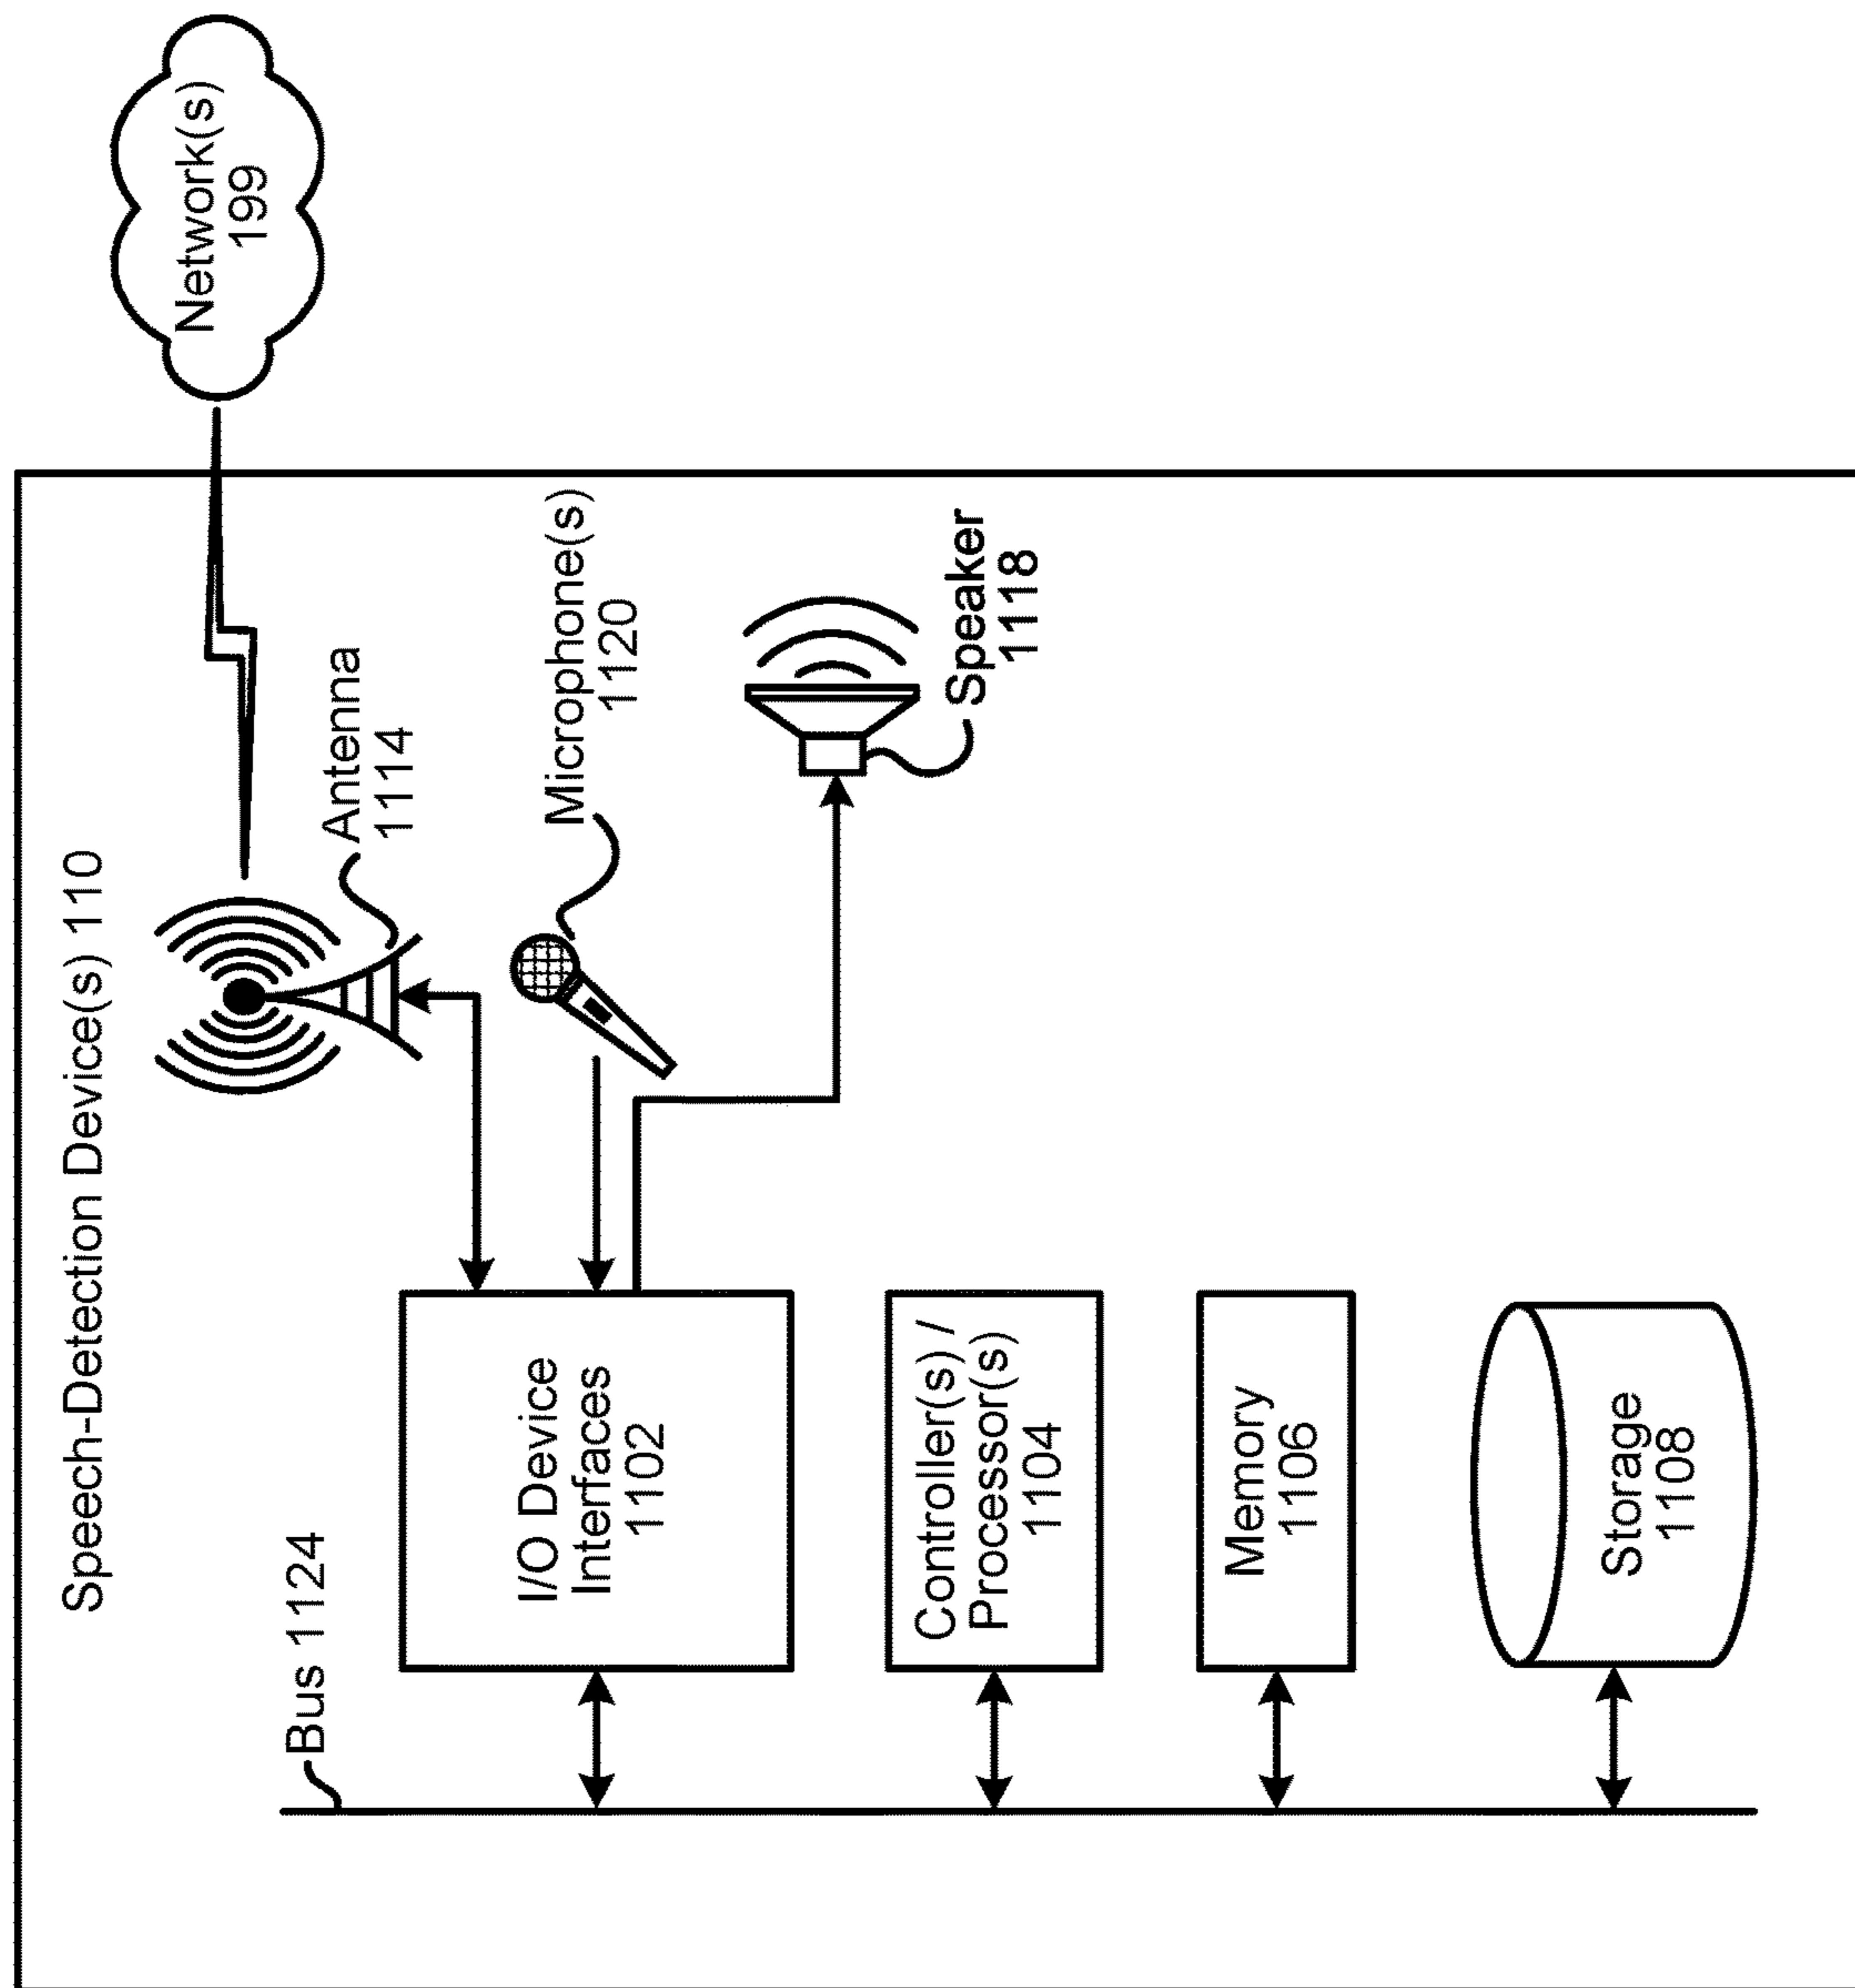 Speech-Detection Device(s) 110
Bus 1124
Antenna
1114
Network(s)
199
I/O Device
Interfaces
1102
Microphone(s)
1120
Speaker
1118
Controller(s) /
Processor(s)
1104
Memory
1106
Storage
1108